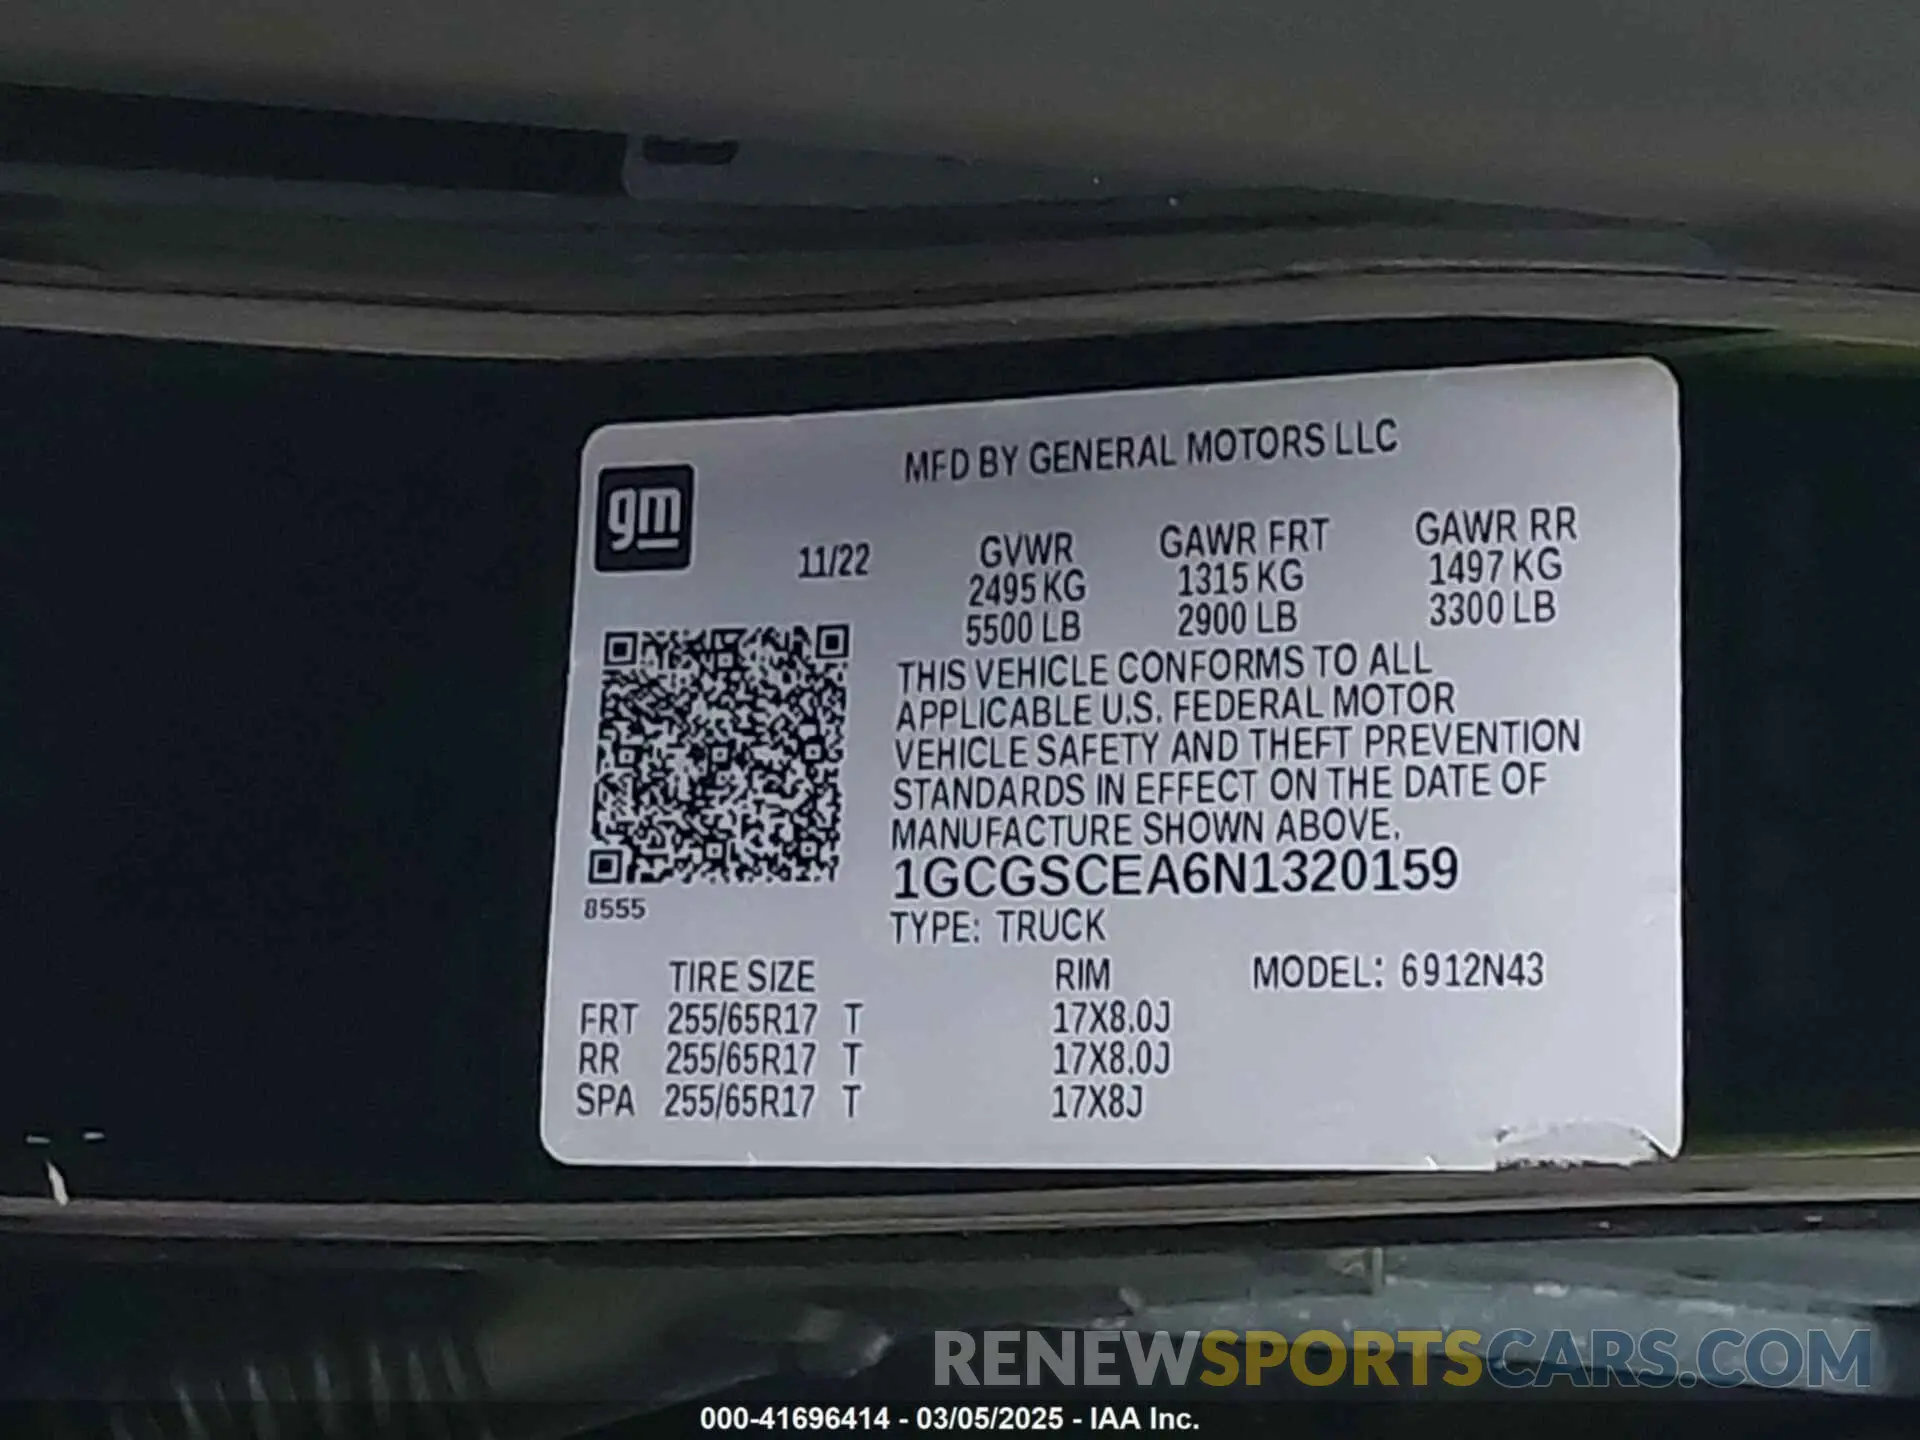 MFD BY GENERAL MOTORS LLC
gm
11/22
GVWR GAWR FRT GAWR RR
2495 KG 1315 KG 1497 KG
5500 LB 2900 LB 3300 LB
THIS VEHICLE CONFORMS TO ALL
APPLICABLE U.S. FEDERAL MOTOR
VEHICLE SAFETY AND THEFT PREVENTION
STANDARDS IN EFFECT ON THE DATE OF
MANUFACTURE SHOWN ABOVE.
1GCGSCEA6N1320159
8555
TYPE: TRUCK
TIRE SIZE RIM MODEL: 6912N43
FRT 255/65R17 T 17X8.0J
RR 255/65R17 T 17X8.0J
SPA 255/65R17 T 17X8J
RENEWSPORTSCARS.COM
000-41696414 - 03/05/2025 - IAA Inc.